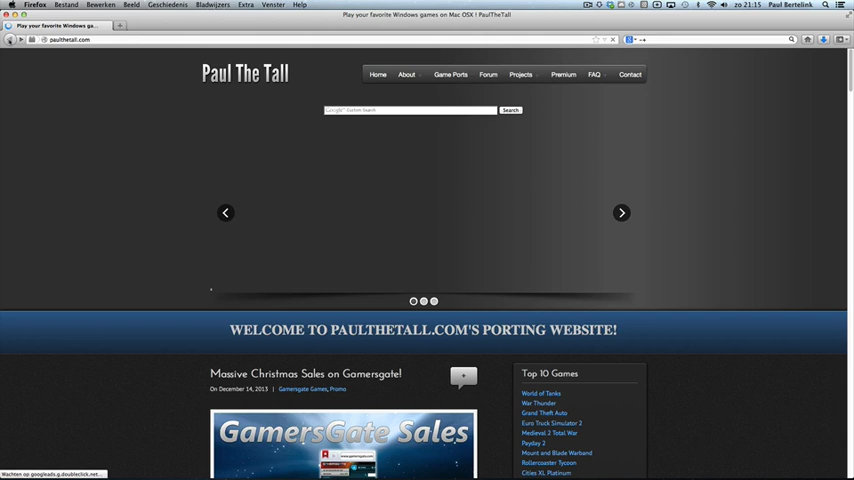 Firefox Bestand Bewerken Beeld Geschiedenis Bladwijzers Extra Venster Help zo 21:15 Paul Bertelink
Play your favorite Windows games on Mac OSX ! PaulTheTall
Play your favorite Windows ga...
paulthetall.com
Paul The Tall
Home About Game Ports Forum Projects Premium FAQ Contact
Google™ Custom Search Search
WELCOME TO PAULTHETALL.COM'S PORTING WEBSITE!
Massive Christmas Sales on Gamersgate!
+
On December 14, 2013 | Gamersgate Games, Promo
GamersGate Sales
www.gamersgate.com
Top 10 Games
World of Tanks
War Thunder
Grand Theft Auto
Euro Truck Simulator 2
Medieval 2 Total War
Payday 2
Mount and Blade Warband
Rollercoaster Tycoon
Cities XL Platinum
Wachten op googleads.g.doubleclick.net...